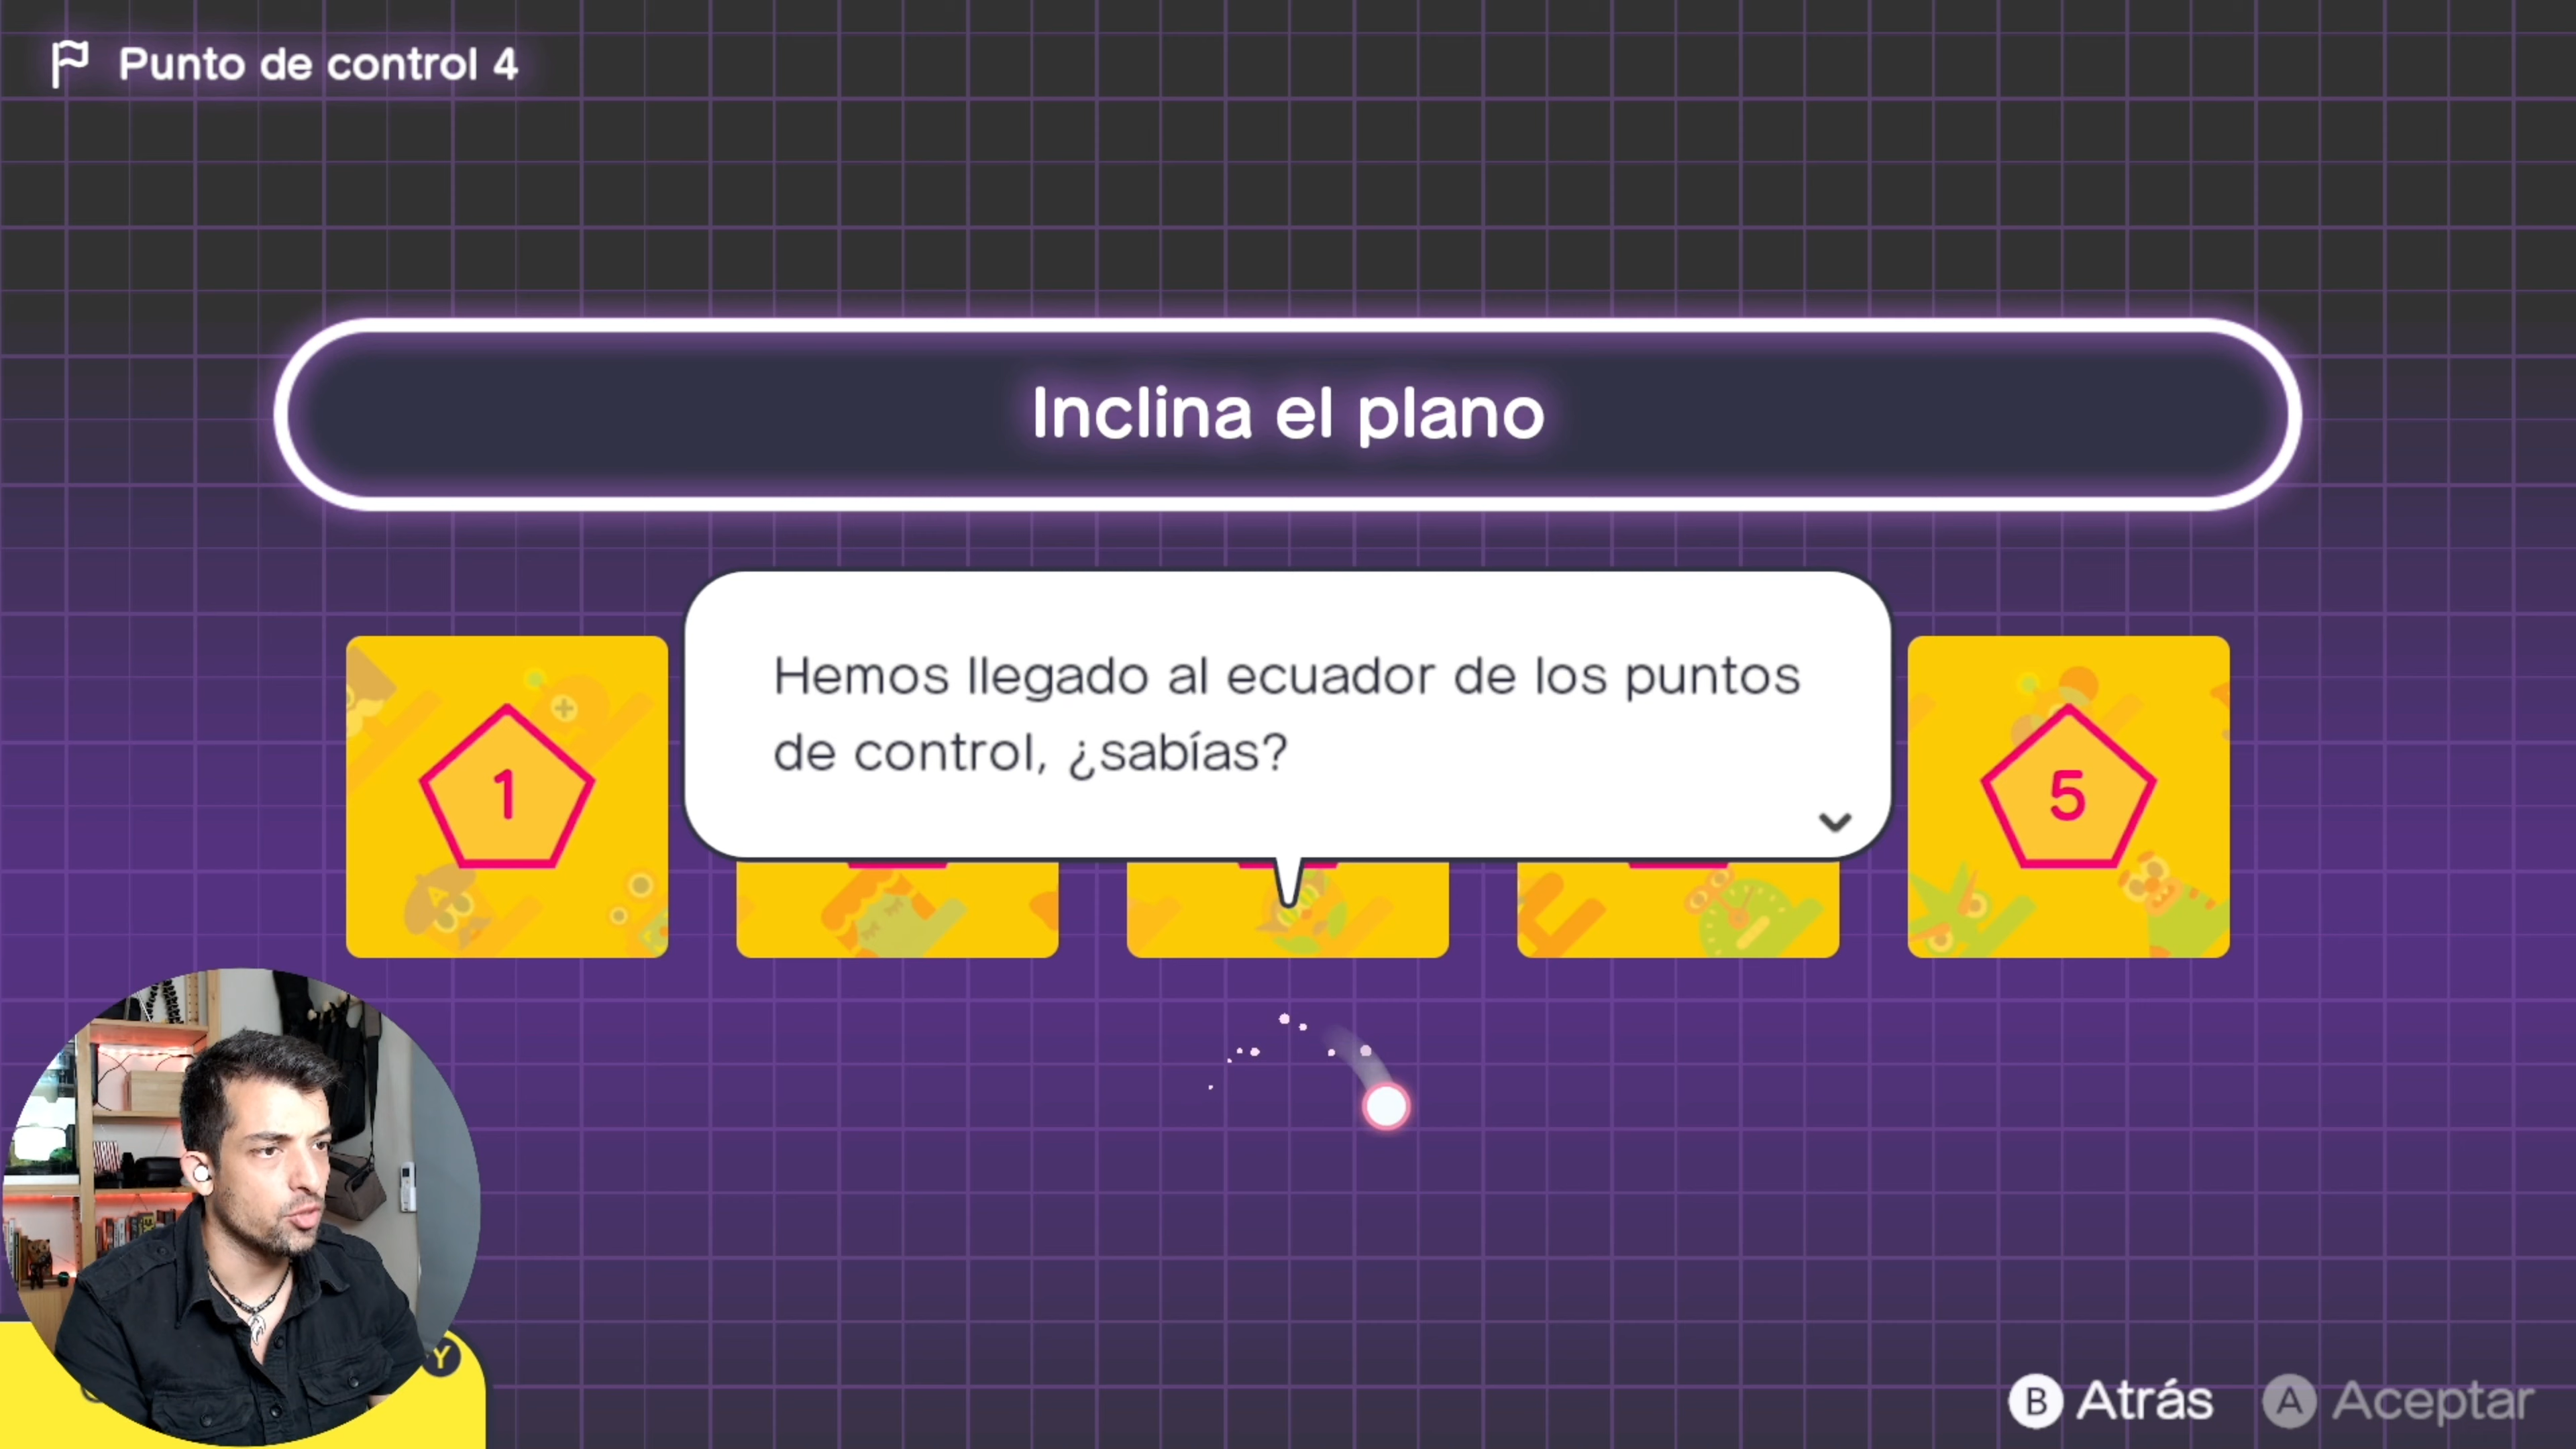 Punto de control 4
Inclina el plano
Hemos llegado al ecuador de los puntos
de control, ¿sabías?
1
5
Y
B Atrás
A Aceptar